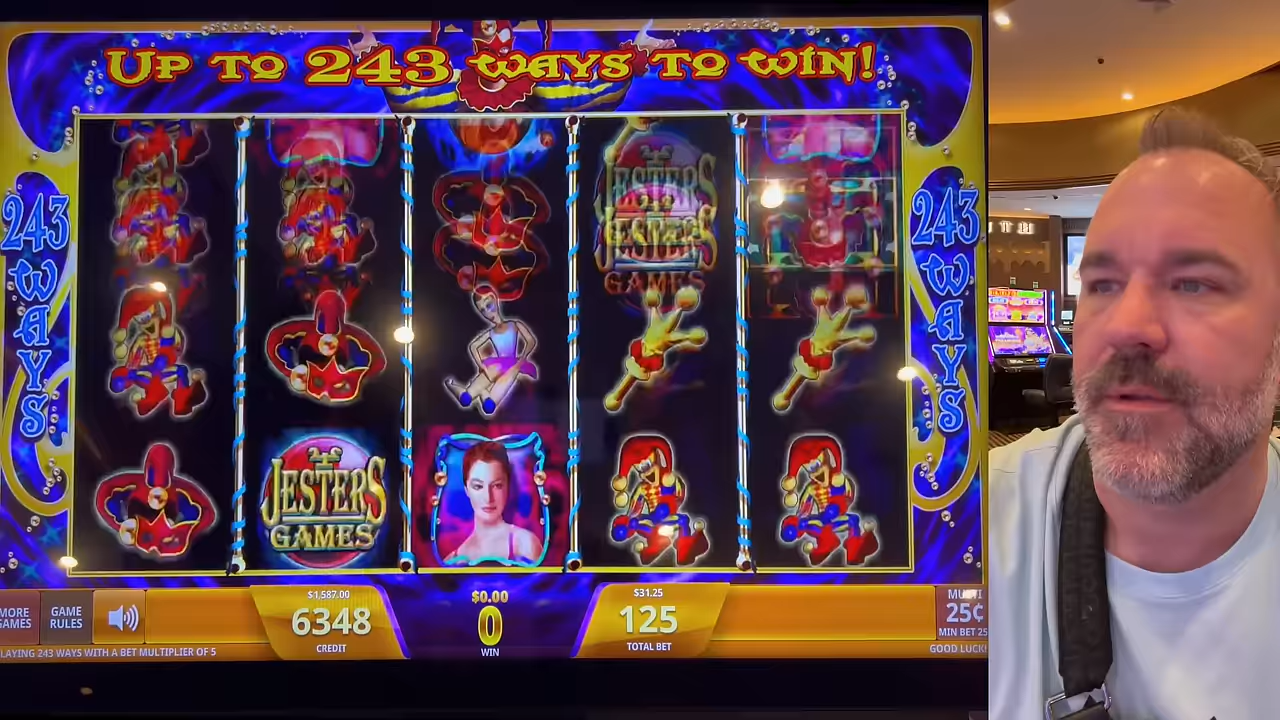 UP TO 243 WAYS TO WIN!
243
WAYS
243
WAYS
JESTERS
JESTERS
GAMES
JESTERS
GAMES
MORE
GAMES
GAME
RULES
$1,587.00
6348
CREDIT
$0.00
0
WIN
$31.25
125
TOTAL BET
MULTI
25¢
MIN BET 25
GOOD LUCK!
PLAYING 243 WAYS WITH A BET MULTIPLIER OF 5